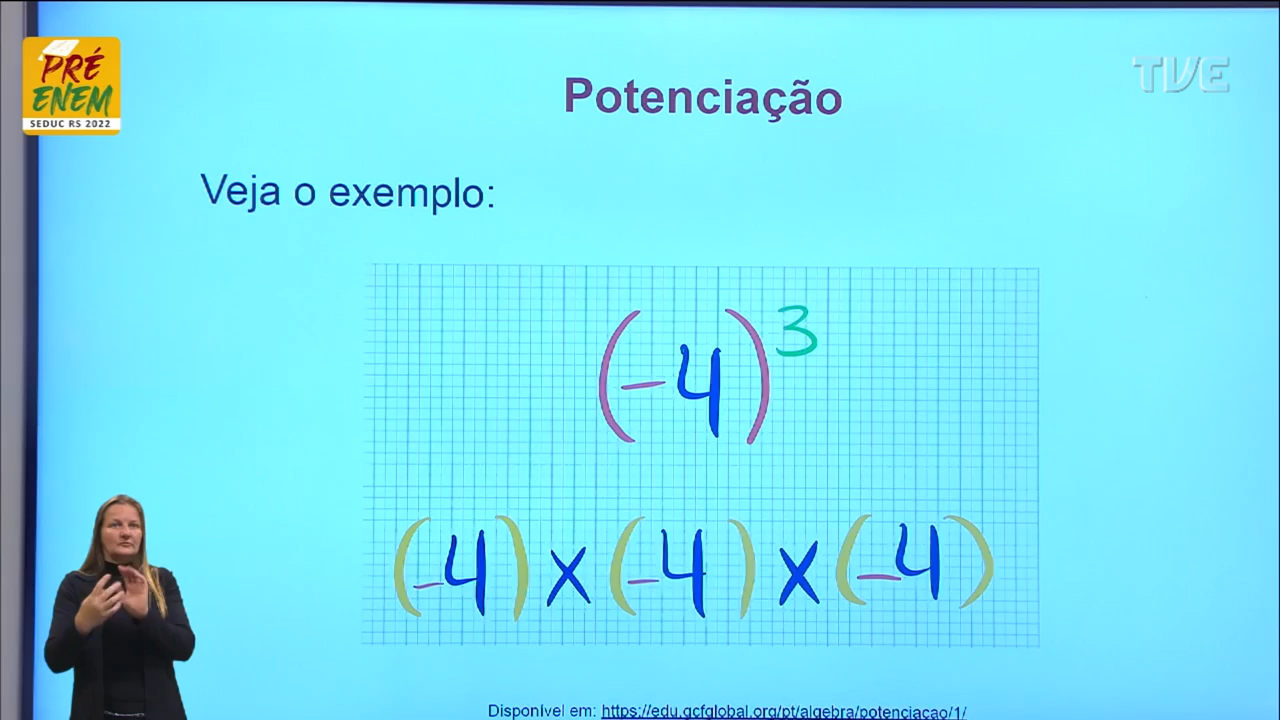 PRÉ
ENEM
SEDUC RS 2022
TVE
Potenciação
Veja o exemplo:
(-4)³
(-4) x (-4) x (-4)
Disponível em: https://edu.gcfglobal.org/pt/algebra/potenciacao/1/